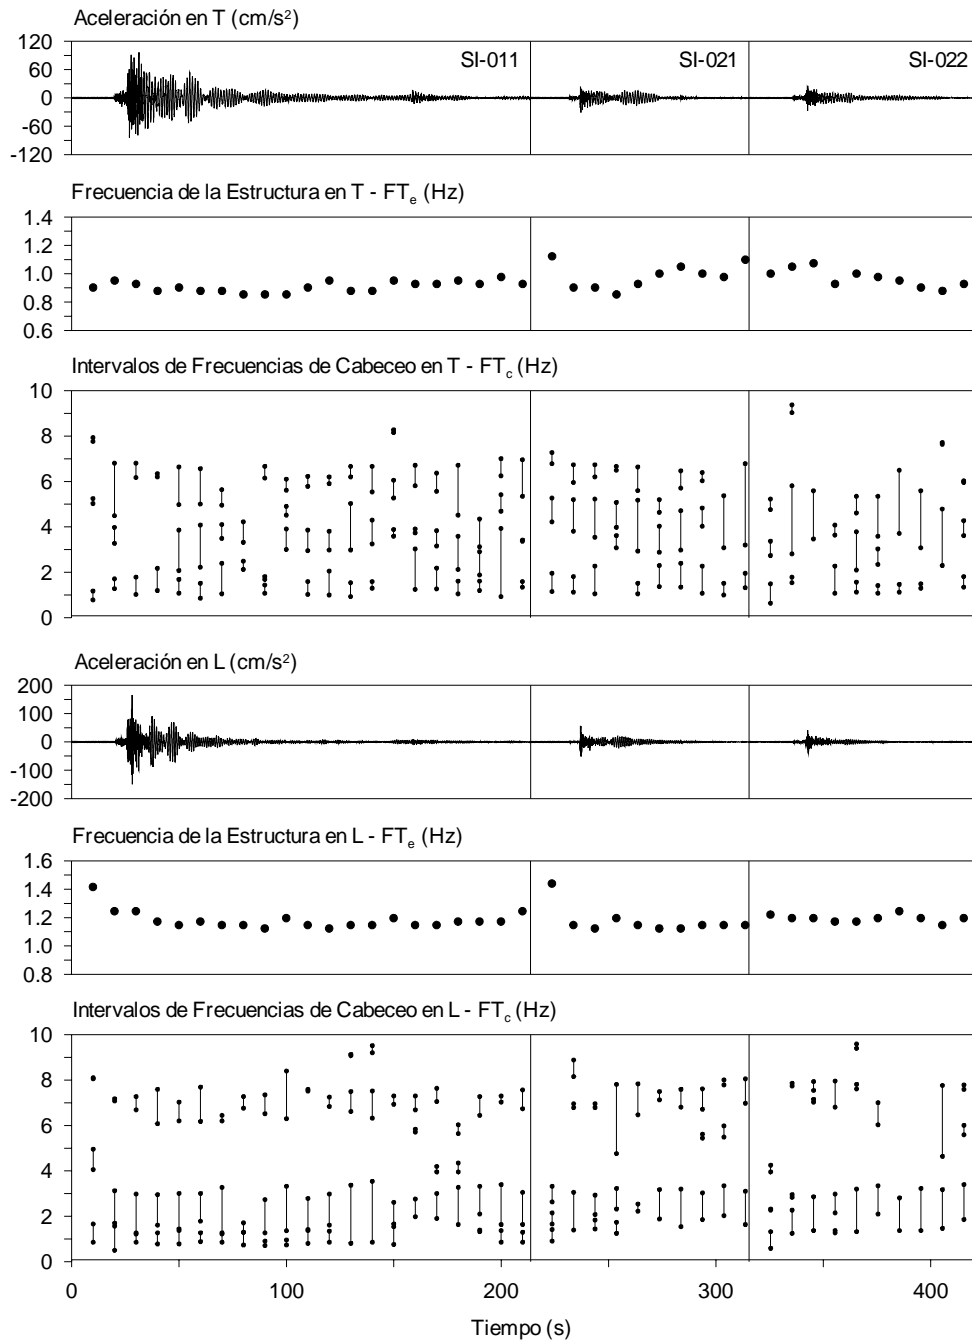 Aceleración en T (cm/s²)
120
60
0
-60
-120
SI-011
SI-021
SI-022
Frecuencia de la Estructura en T - FTₑ (Hz)
1.4
1.2
1.0
0.8
0.6
Intervalos de Frecuencias de Cabeceo en T - FT꜀ (Hz)
10
8
6
4
2
0
Aceleración en L (cm/s²)
200
100
0
-100
-200
Frecuencia de la Estructura en L - FTₑ (Hz)
1.6
1.4
1.2
1.0
0.8
Intervalos de Frecuencias de Cabeceo en L - FT꜀ (Hz)
10
8
6
4
2
0
0 100 200 300 400
Tiempo (s)